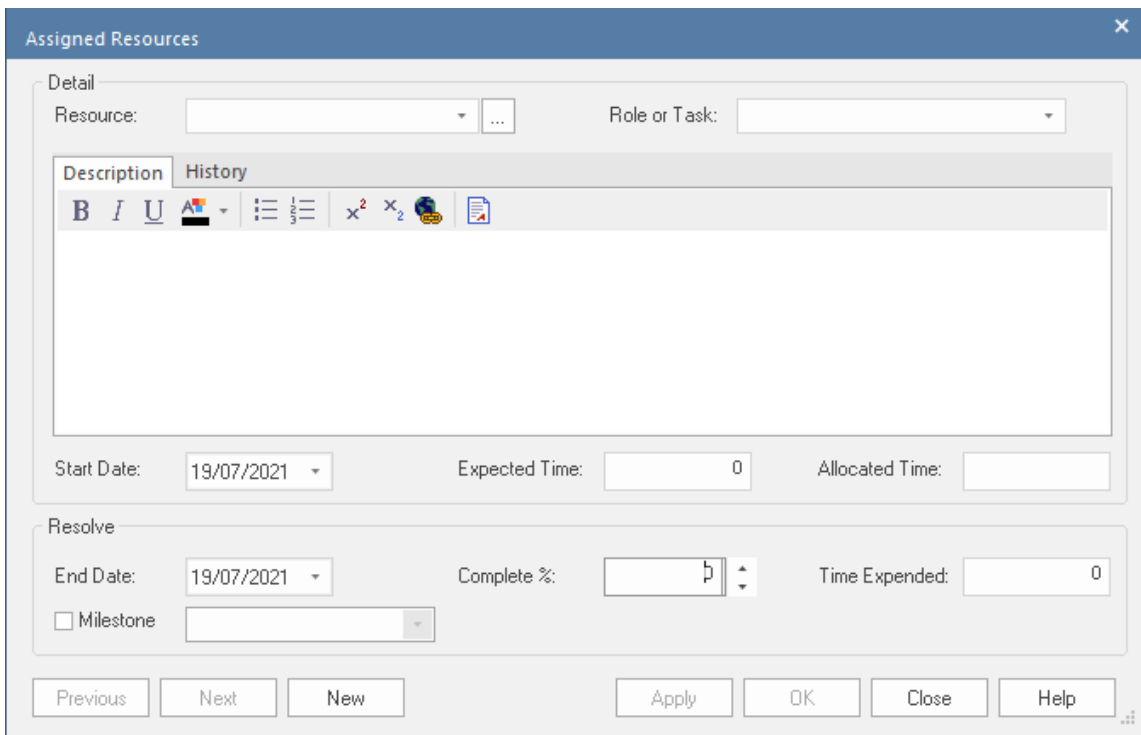 Assigned Resources
Detail
Resource: ... Role or Task:
Description History
B I U A x² x₂
Start Date: 19/07/2021 Expected Time: 0 Allocated Time:
Resolve
End Date: 19/07/2021 Complete %: 0 Time Expended: 0
Milestone
Previous Next New Apply OK Close Help